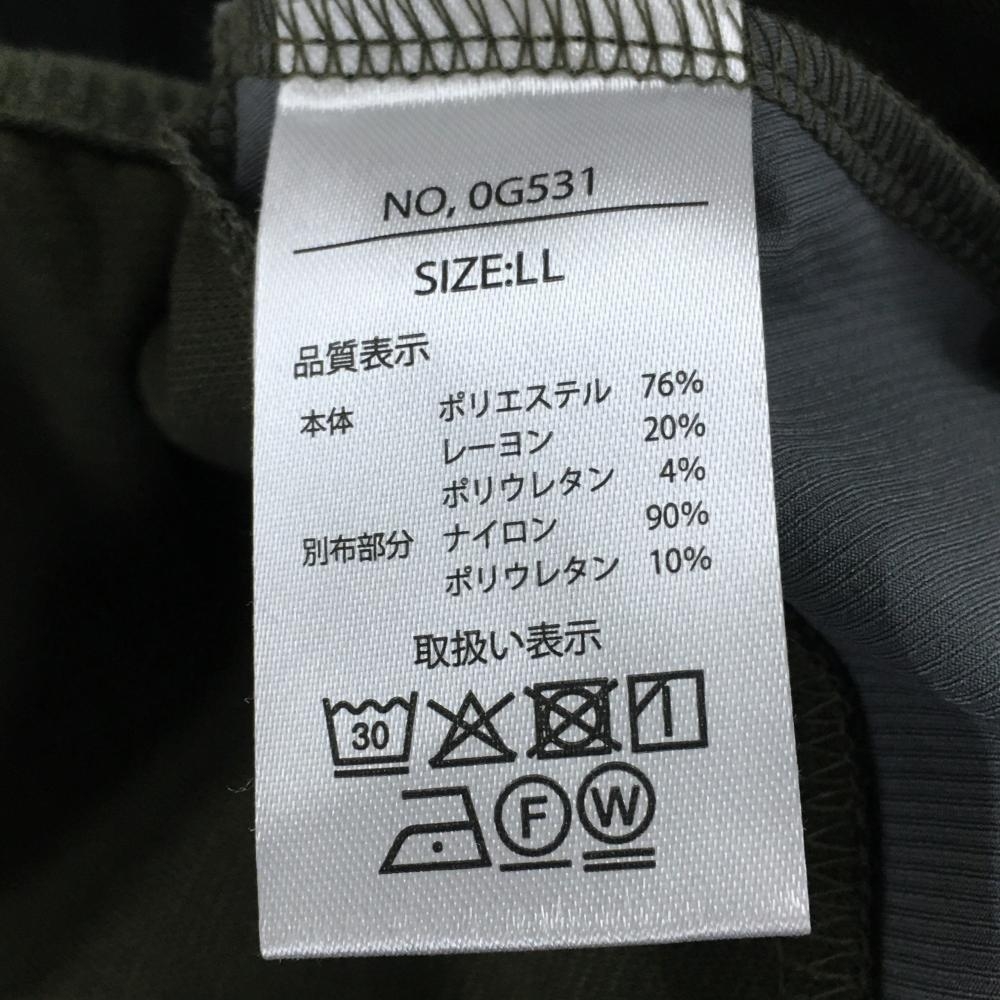 NO, 0G531
SIZE:LL
品質表示
本体 ポリエステル 76%
レーヨン 20%
ポリウレタン 4%
別布部分 ナイロン 90%
ポリウレタン 10%
取扱い表示
30
F W